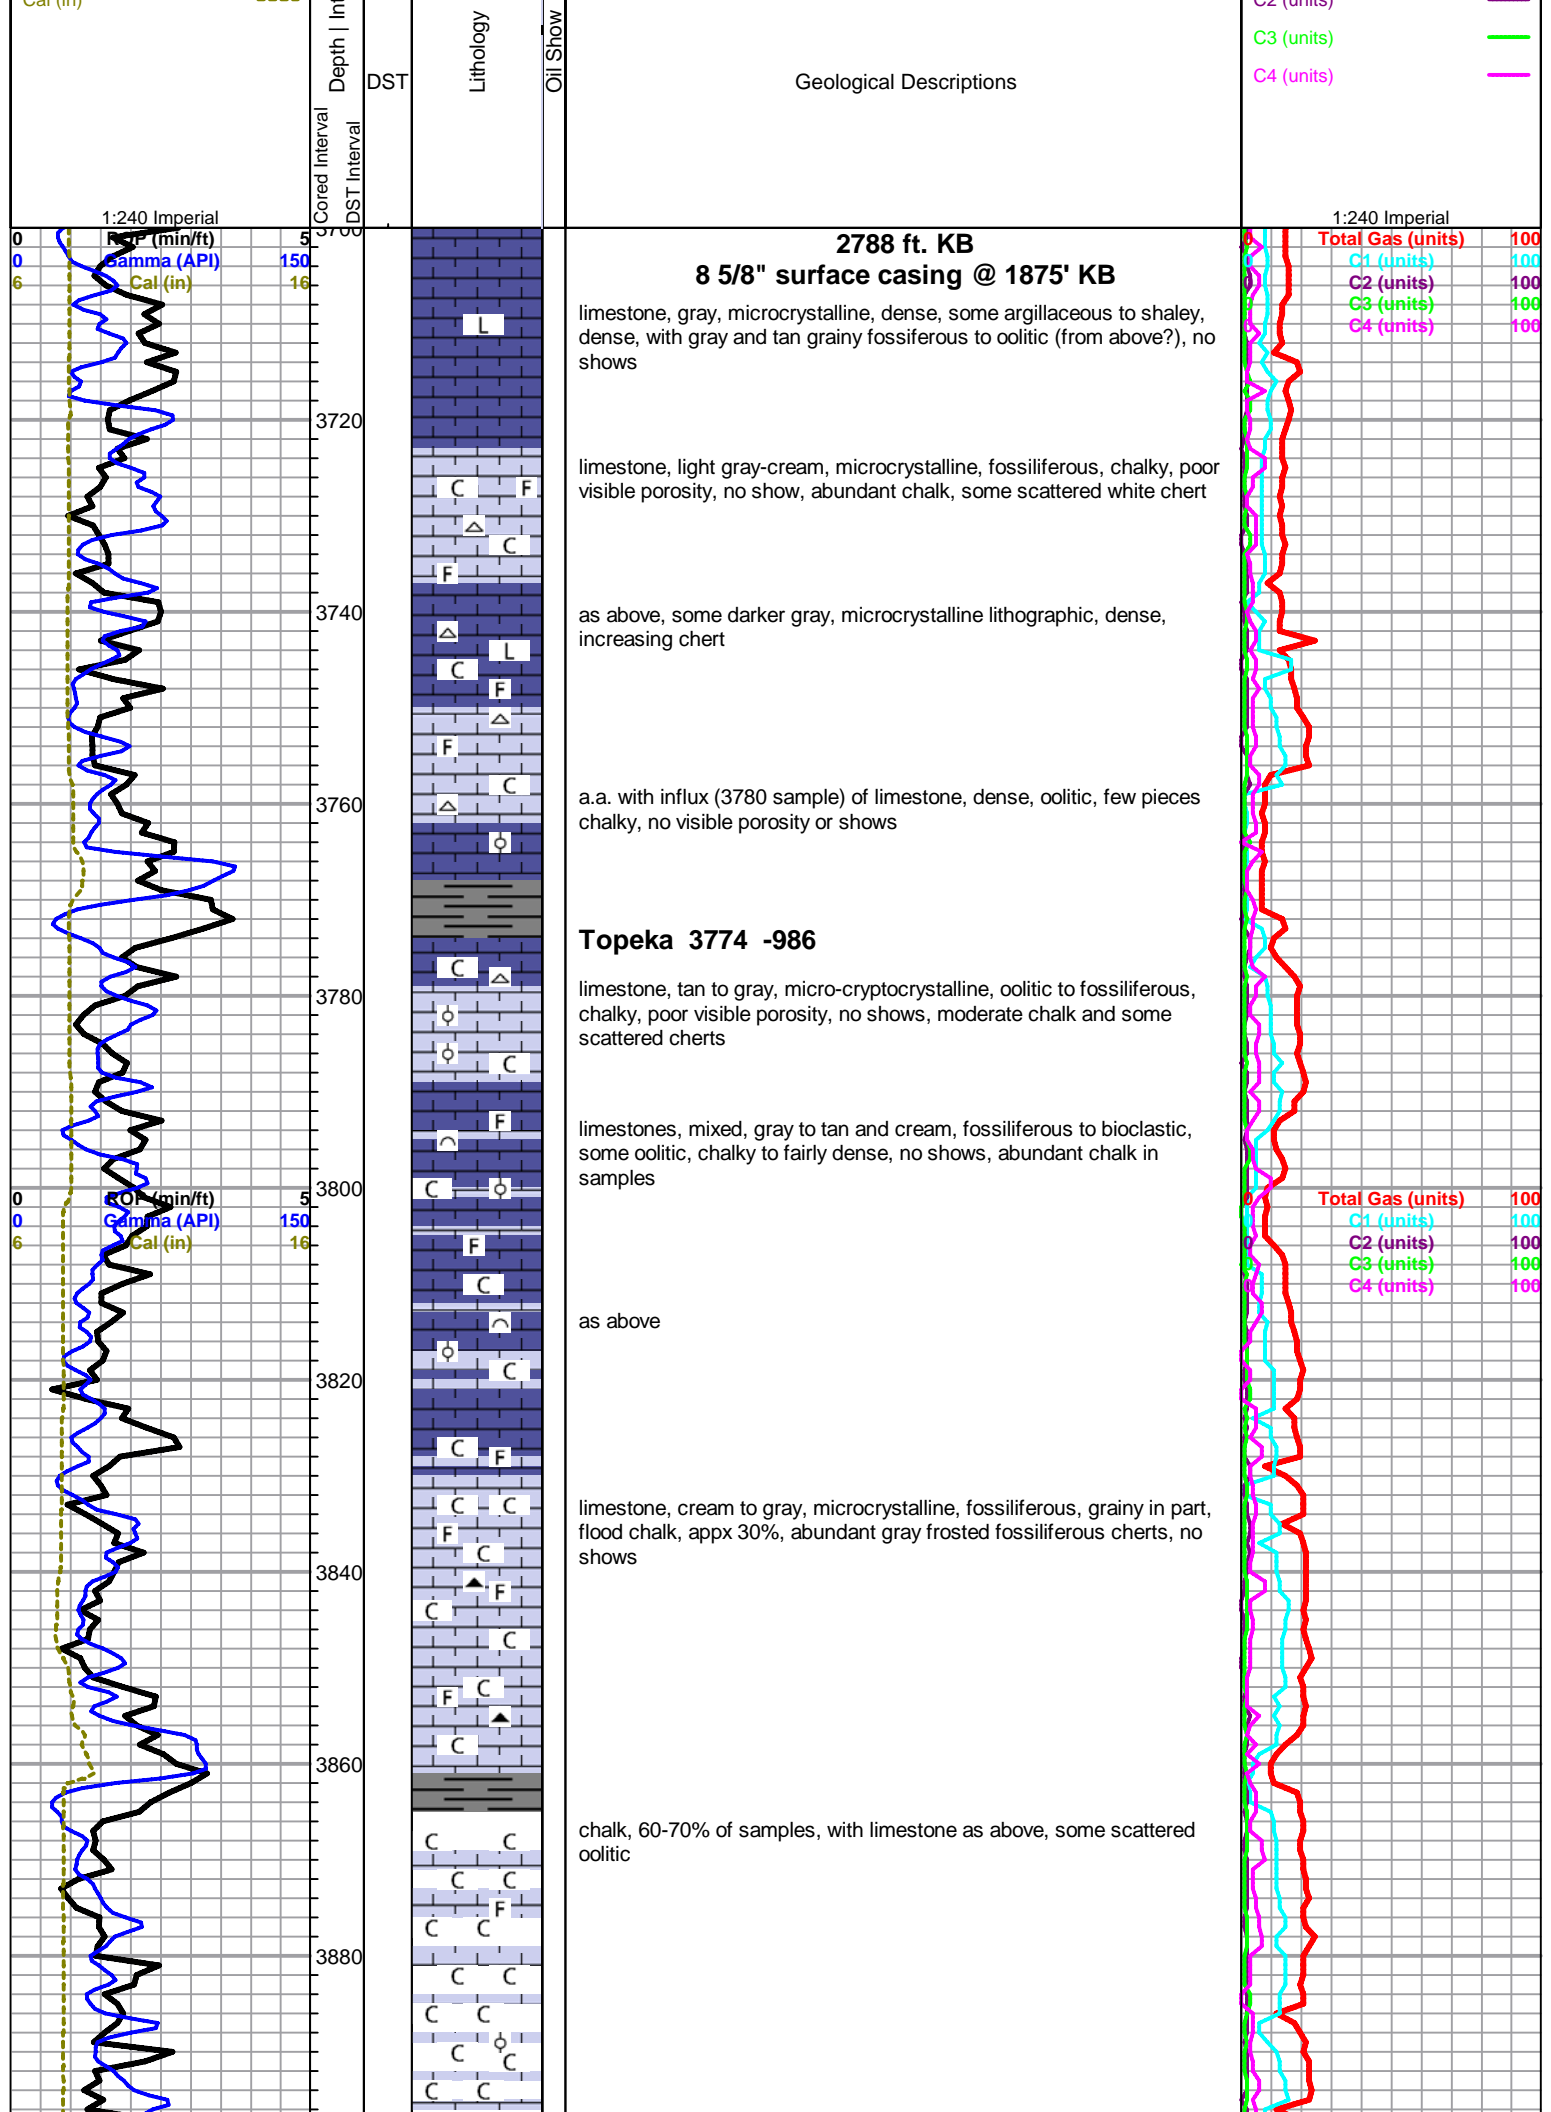 Cal (in)
Cored Interval
Depth | Int
DST Interval
DST
Lithology
Oil Show
Geological Descriptions
C2 (units)
C3 (units)
C4 (units)
1:240 Imperial
1:240 Imperial
0 ROP (min/ft) 5
0 Gamma (API) 150
6 Cal (in) 16
3700
2788 ft. KB
8 5/8" surface casing @ 1875' KB
0 Total Gas (units) 100
0 C1 (units) 100
0 C2 (units) 100
0 C3 (units) 100
0 C4 (units) 100
limestone, gray, microcrystalline, dense, some argillaceous to shaley,
dense, with gray and tan grainy fossiferous to oolitic (from above?), no
shows
L
3720
limestone, light gray-cream, microcrystalline, fossiliferous, chalky, poor
visible porosity, no show, abundant chalk, some scattered white chert
C F
C
F
3740
as above, some darker gray, microcrystalline lithographic, dense,
increasing chert
L
C
F
F
C
3760
a.a. with influx (3780 sample) of limestone, dense, oolitic, few pieces
chalky, no visible porosity or shows
Topeka 3774 -986
C
3780
limestone, tan to gray, micro-cryptocrystalline, oolitic to fossiliferous,
chalky, poor visible porosity, no shows, moderate chalk and some
scattered cherts
C
F
limestones, mixed, gray to tan and cream, fossiliferous to bioclastic,
some oolitic, chalky to fairly dense, no shows, abundant chalk in
samples
C
3800
0 ROP (min/ft) 5
0 Gamma (API) 150
6 Cal (in) 16
0 Total Gas (units) 100
0 C1 (units) 100
0 C2 (units) 100
0 C3 (units) 100
0 C4 (units) 100
F
C
as above
C
3820
C
F
C C
limestone, cream to gray, microcrystalline, fossiliferous, grainy in part,
flood chalk, appx 30%, abundant gray frosted fossiliferous cherts, no
shows
F
C
3840
F
C
C
F C
C
3860
chalk, 60-70% of samples, with limestone as above, some scattered
oolitic
C C
C C
F
C C
3880
C C
C C
C C
C C